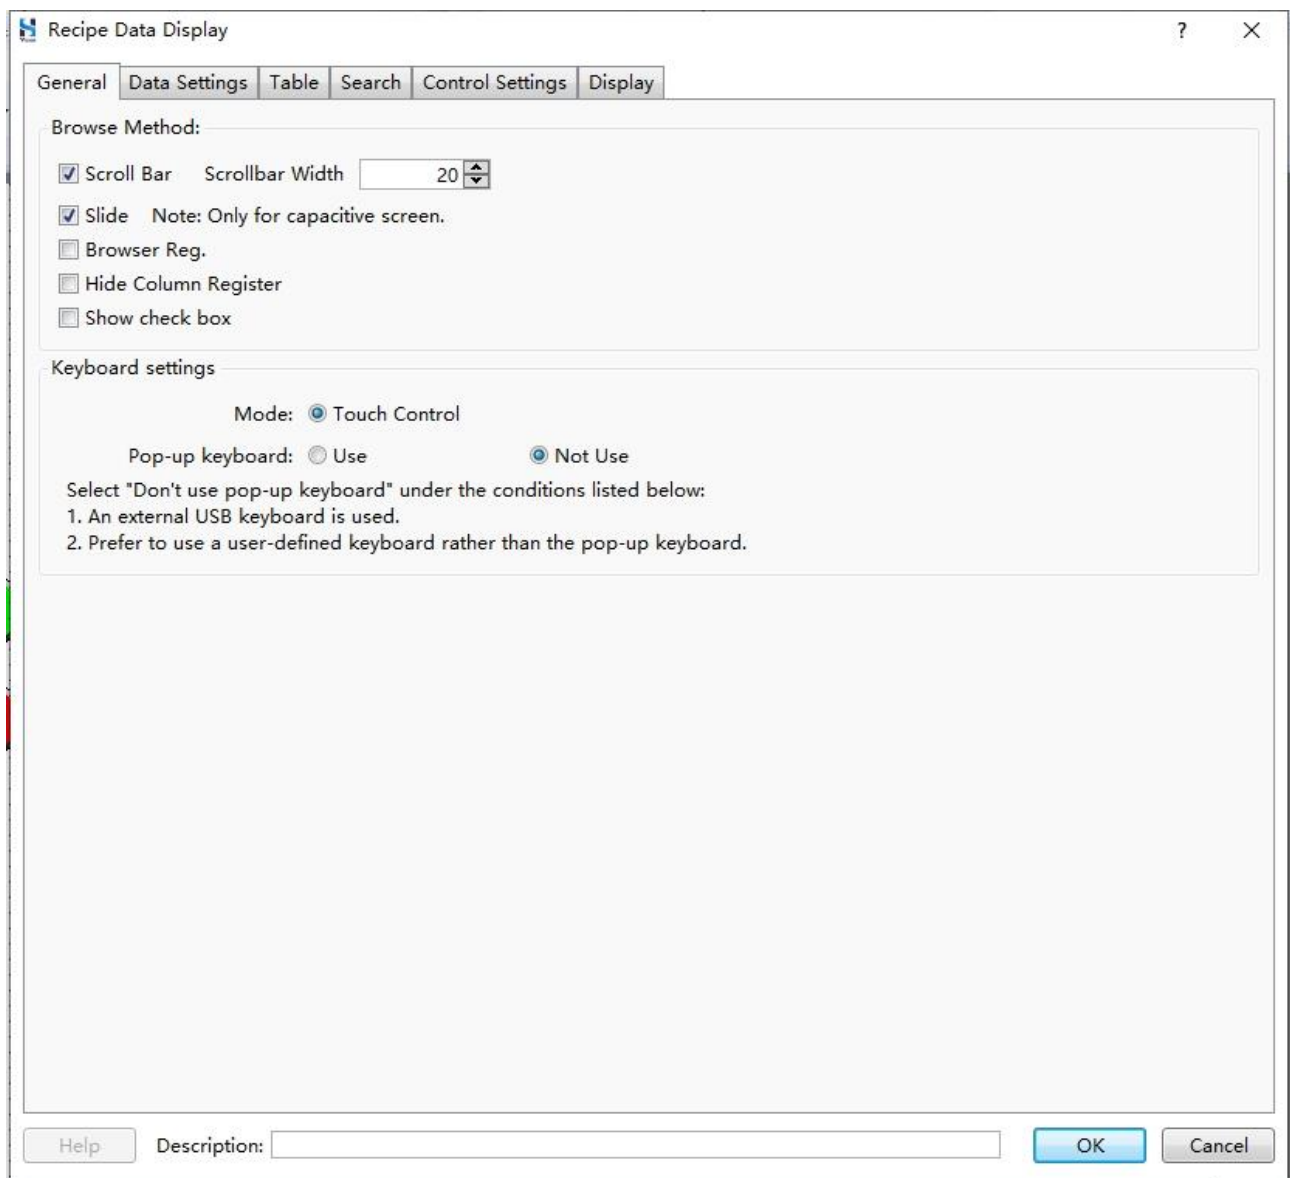 Recipe Data Display ?
General Data Settings Table Search Control Settings Display
Browse Method:
Scroll Bar Scrollbar Width 20
Slide Note: Only for capacitive screen.
Browser Reg.
Hide Column Register
Show check box
Keyboard settings
Mode: Touch Control
Pop-up keyboard: Use Not Use
Select "Don't use pop-up keyboard" under the conditions listed below:
1. An external USB keyboard is used.
2. Prefer to use a user-defined keyboard rather than the pop-up keyboard.
Help Description: OK Cancel